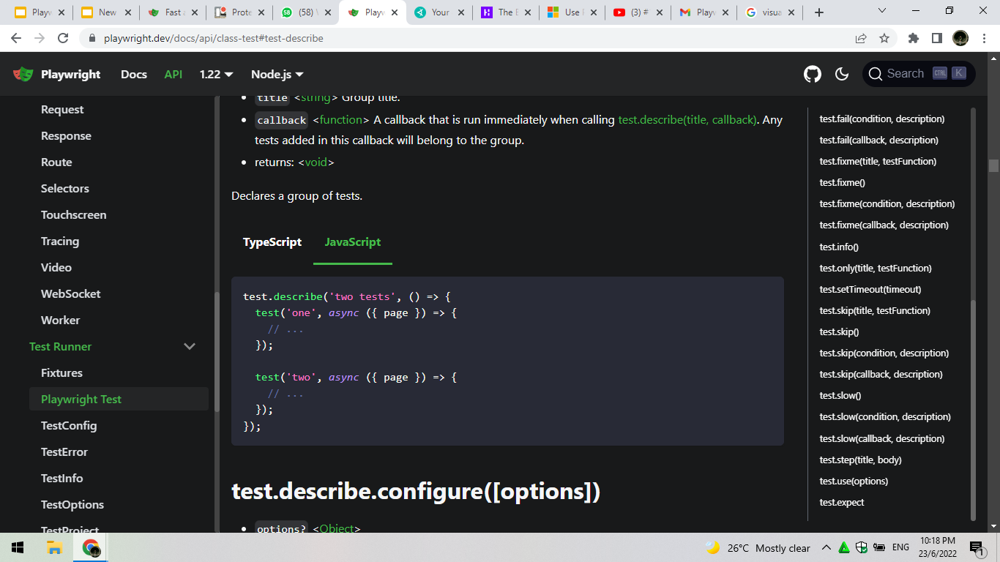 Playw
New
Fast a
Prote
(58) V
Playw
Your
The E
Use
(3) #
Playw
visua
playwright.dev/docs/api/class-test#test-describe
Playwright
Docs
API
1.22
Node.js
Search
CTRL
K
Request
Response
Route
Selectors
Touchscreen
Tracing
Video
WebSocket
Worker
Test Runner
Fixtures
Playwright Test
TestConfig
TestError
TestInfo
TestOptions
TestProject
title <string> Group title.
callback <function> A callback that is run immediately when calling test.describe(title, callback). Any
tests added in this callback will belong to the group.
returns: <void>
Declares a group of tests.
TypeScript
JavaScript
test.describe('two tests', () => {
test('one', async ({ page }) => {
// ...
});
test('two', async ({ page }) => {
// ...
});
});
test.describe.configure([options])
options? <Object>
test.fail(condition, description)
test.fail(callback, description)
test.fixme(title, testFunction)
test.fixme()
test.fixme(condition, description)
test.fixme(callback, description)
test.info()
test.only(title, testFunction)
test.setTimeout(timeout)
test.skip(title, testFunction)
test.skip()
test.skip(condition, description)
test.skip(callback, description)
test.slow()
test.slow(condition, description)
test.slow(callback, description)
test.step(title, body)
test.use(options)
test.expect
26°C Mostly clear
ENG
10:18 PM
23/6/2022
1